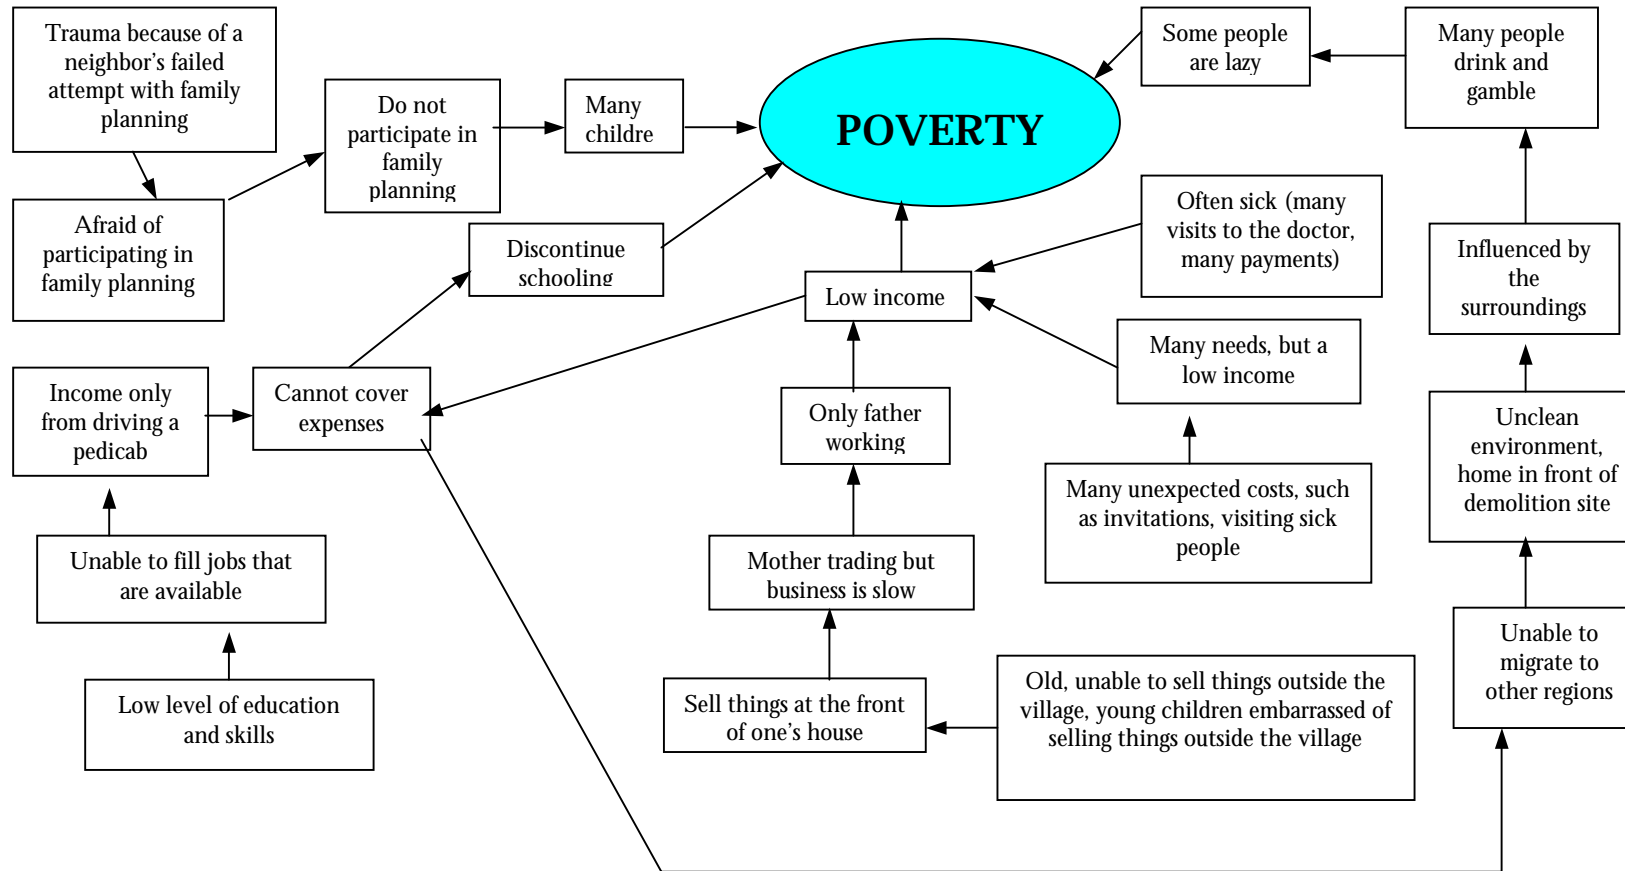 Trauma because of a
neighbor's failed
attempt with family
planning
Do not
participate in
family
planning
Many
childre
POVERTY
Some people
are lazy
Many people
drink and
gamble
Afraid of
participating in
family planning
Discontinue
schooling
Often sick (many
visits to the doctor,
many payments)
Influenced by
the
surroundings
Low income
Many needs, but a
low income
Income only
from driving a
pedicab
Cannot cover
expenses
Only father
working
Unclean
environment,
home in front of
demolition site
Many unexpected costs, such
as invitations, visiting sick
people
Unable to fill jobs that
are available
Mother trading but
business is slow
Unable to
migrate to
other regions
Low level of education
and skills
Sell things at the front
of one's house
Old, unable to sell things outside the
village, young children embarrassed of
selling things outside the village